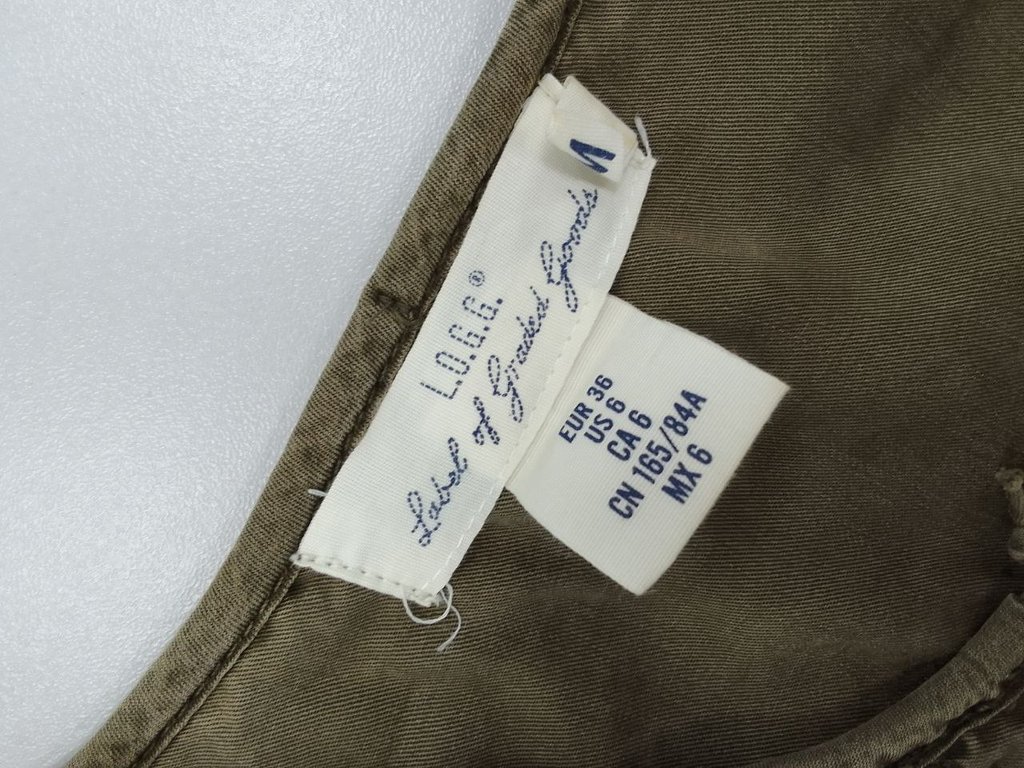 L.O.G.G.®
Label of Graded Goods
EUR 36
US 6
CA 6
CN 165/84A
MX 6